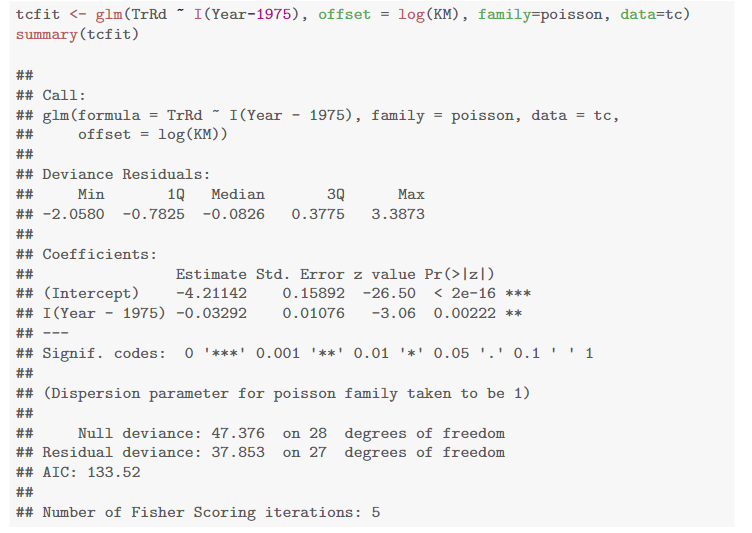 tcfit <- glm(TrRd ~ I(Year-1975), offset = log(KM), family=poisson, data=tc)
summary(tcfit)
##
## Call:
## glm(formula = TrRd ~ I(Year - 1975), family = poisson, data = tc,
##     offset = log(KM))
##
## Deviance Residuals:
##     Min       1Q   Median       3Q      Max
## -2.0580  -0.7825  -0.0826   0.3775   3.3873
##
## Coefficients:
##                Estimate Std. Error z value Pr(>|z|)
## (Intercept)    -4.21142    0.15892  -26.50  < 2e-16 ***
## I(Year - 1975) -0.03292    0.01076   -3.06  0.00222 **
## ---
## Signif. codes:  0 '***' 0.001 '**' 0.01 '*' 0.05 '.' 0.1 ' ' 1
##
## (Dispersion parameter for poisson family taken to be 1)
##
##     Null deviance: 47.376  on 28  degrees of freedom
## Residual deviance: 37.853  on 27  degrees of freedom
## AIC: 133.52
##
## Number of Fisher Scoring iterations: 5